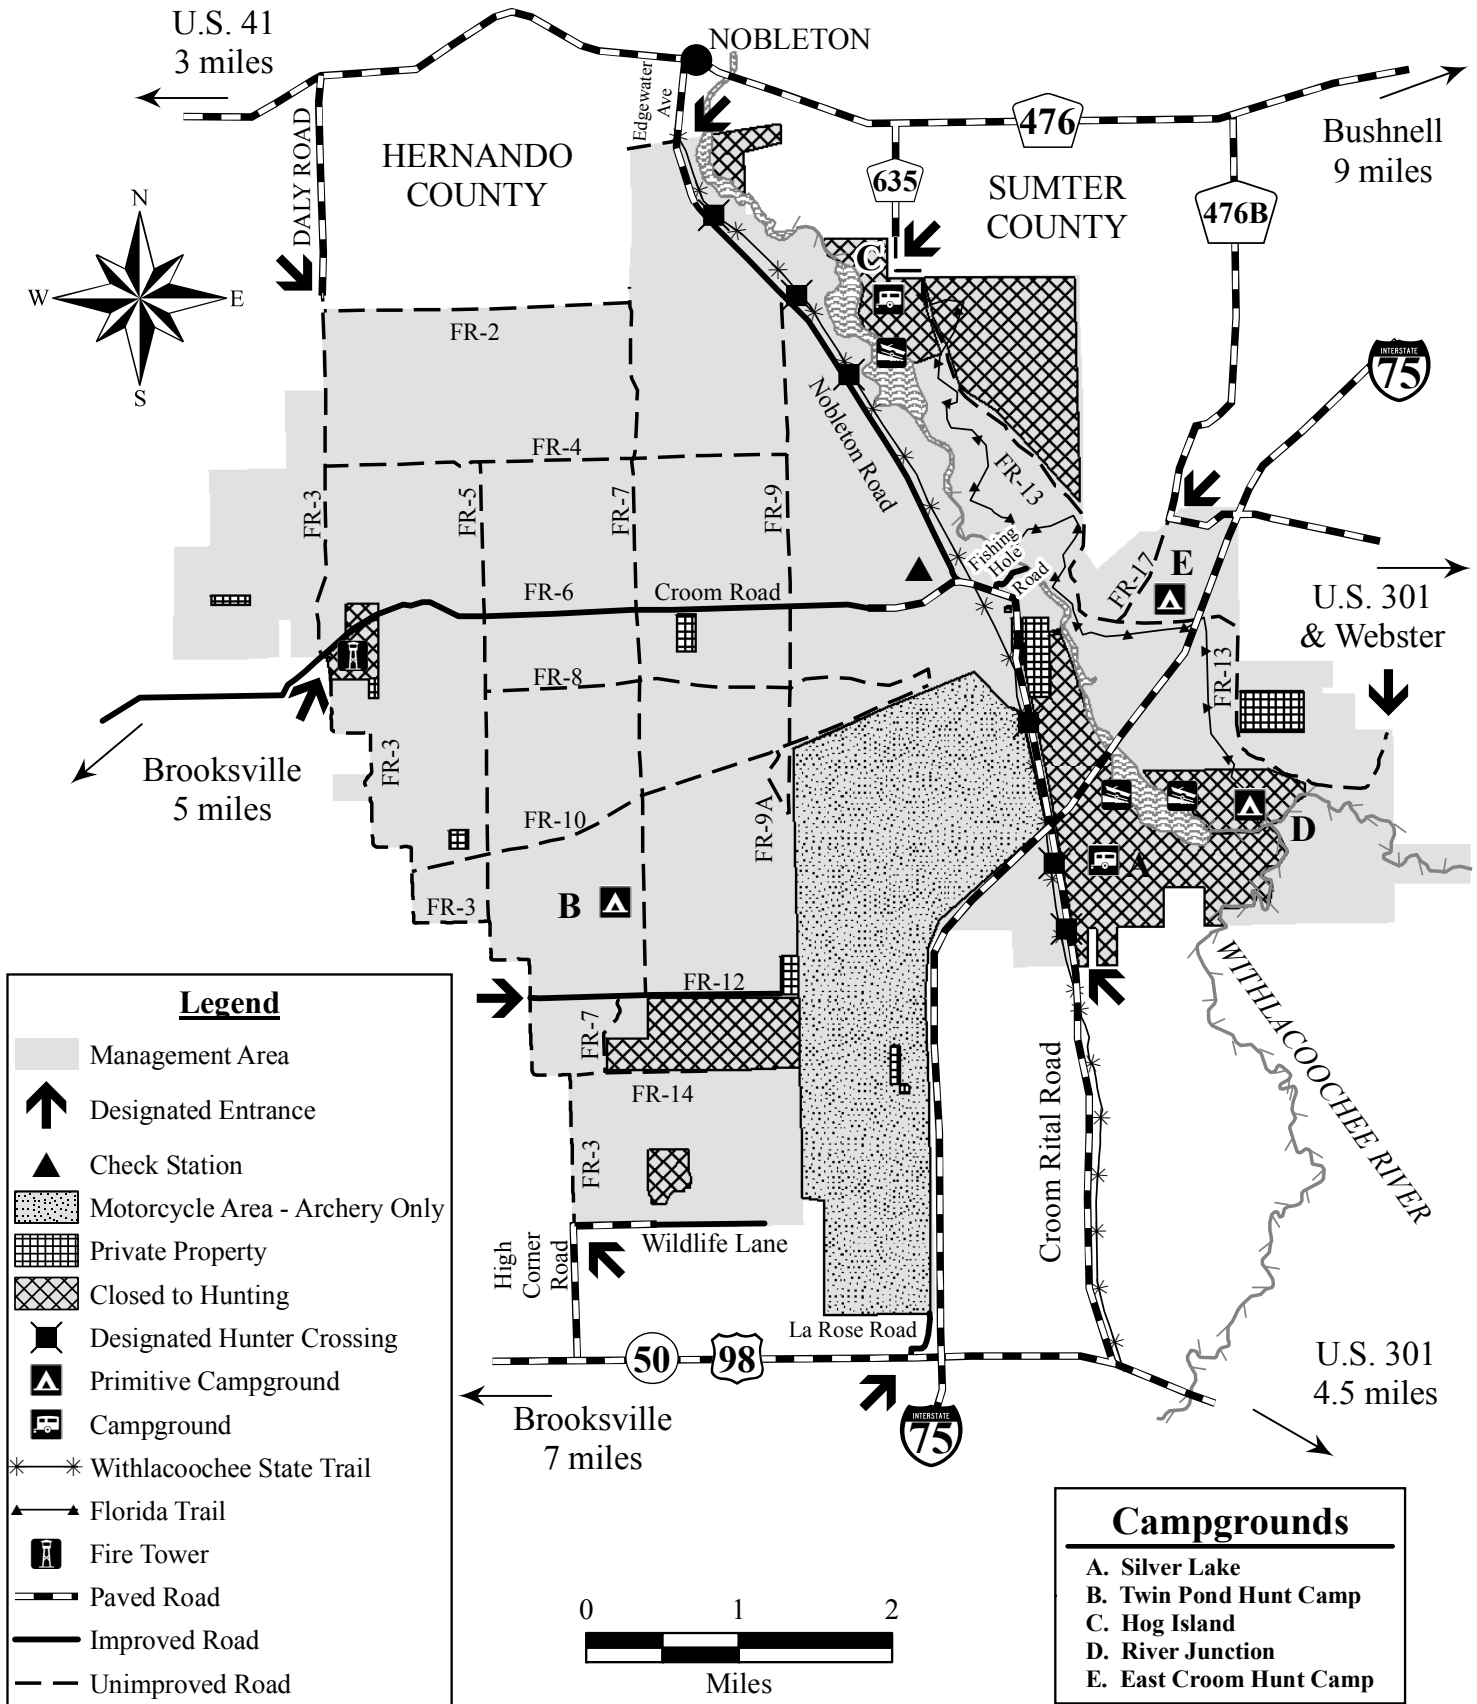 U.S. 41
3 miles
NOBLETON
Edgewater
Ave
476
Bushnell
9 miles
DALY ROAD
HERNANDO
COUNTY
635
SUMTER
COUNTY
476B
N
W
E
S
C
FR-2
INTERSTATE
75
Nobleton Road
FR-4
FR-3
FR-5
FR-7
FR-9
FR-13
Fishing
Hole
Road
FR-17
E
U.S. 301
& Webster
FR-6
Croom Road
FR-8
FR-13
FR-3
Brooksville
5 miles
FR-10
FR-9A
D
A
FR-3
B
FR-12
WITHLACOOCHEE RIVER
FR-7
FR-14
Croom Rital Road
FR-3
High
Corner
Road
Wildlife Lane
La Rose Road
50
98
U.S. 301
4.5 miles
Brooksville
7 miles
INTERSTATE
75
Legend
Management Area
Designated Entrance
Check Station
Motorcycle Area - Archery Only
Private Property
Closed to Hunting
Designated Hunter Crossing
Primitive Campground
Campground
Withlacoochee State Trail
Florida Trail
Fire Tower
Paved Road
Improved Road
Unimproved Road
0 1 2
Miles
Campgrounds
A. Silver Lake
B. Twin Pond Hunt Camp
C. Hog Island
D. River Junction
E. East Croom Hunt Camp